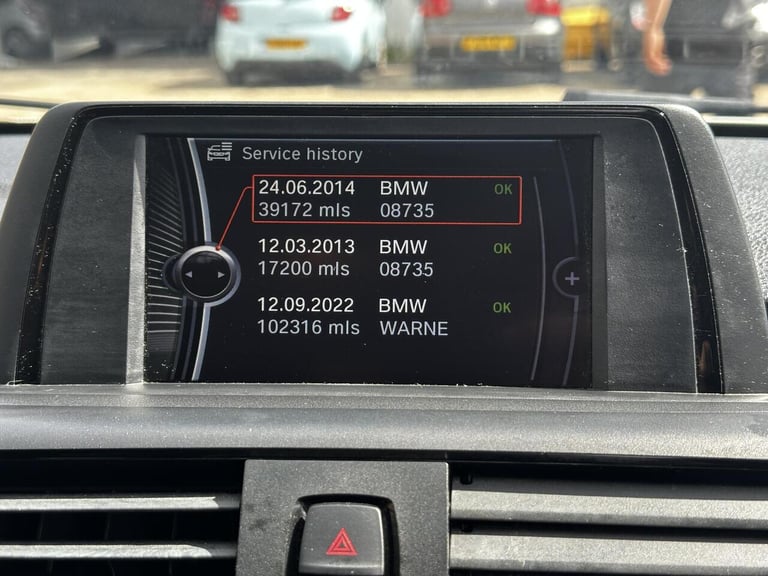 Service history
24.06.2014 BMW OK
39172 mls 08735
12.03.2013 BMW OK
17200 mls 08735
12.09.2022 BMW OK
102316 mls WARNE